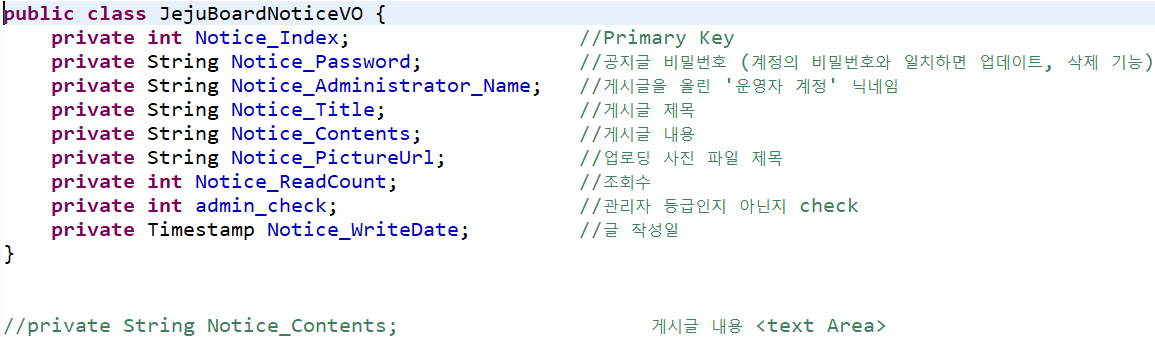 public class JejuBoardNoticeVO {
private int Notice_Index; //Primary Key
private String Notice_Password; //공지글 비밀번호 (계정의 비밀번호와 일치하면 업데이트, 삭제 기능)
private String Notice_Administrator_Name; //게시글을 올린 '운영자 계정' 닉네임
private String Notice_Title; //게시글 제목
private String Notice_Contents; //게시글 내용
private String Notice_PictureUrl; //업로딩 사진 파일 제목
private int Notice_ReadCount; //조회수
private int admin_check; //관리자 등급인지 아닌지 check
private Timestamp Notice_WriteDate; //글 작성일
}
//private String Notice_Contents; 게시글 내용 <text Area>